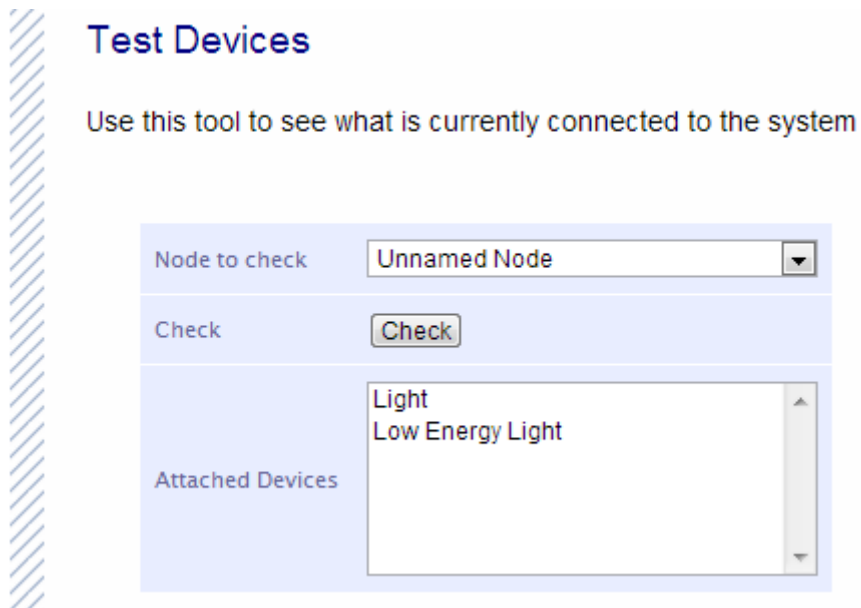 Test Devices
Use this tool to see what is currently connected to the system
Node to check
Unnamed Node
Check
Check
Attached Devices
Light
Low Energy Light